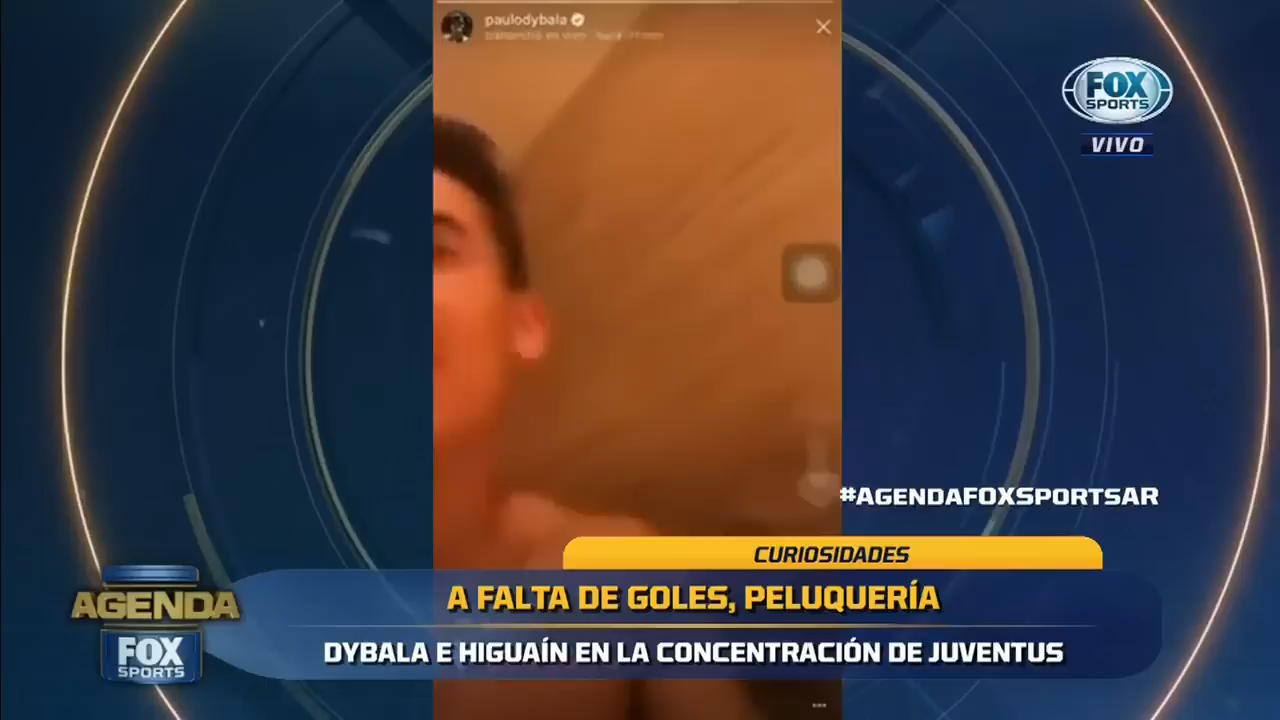 paulodybala
FOX
SPORTS
VIVO
#AGENDAFOXSPORTSAR
CURIOSIDADES
A FALTA DE GOLES, PELUQUERÍA
DYBALA E HIGUAÍN EN LA CONCENTRACIÓN DE JUVENTUS
AGENDA
FOX
SPORTS